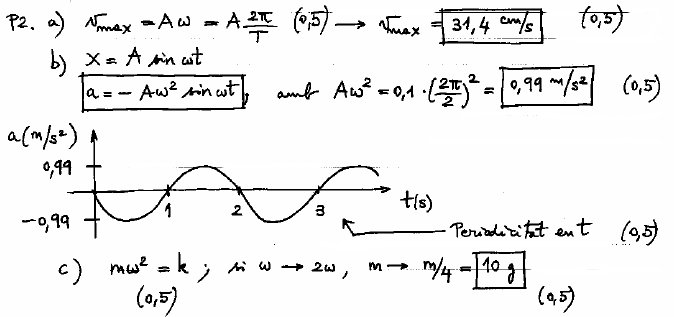 P2. a) v_max = Aω = A 2π/T (0,5) → v_max = 31,4 cm/s (0,5)
b) x = A sin ωt
a = - Aω² sin ωt, amb Aω² = 0,1 · (2π/2)² = 0,99 m/s² (0,5)
a (m/s²)
0,99
-0,99
1 2 3 t(s)
Periodicitat en t (0,5)
c) mω² = k ; si ω → 2ω, m → m/4 = 10 g
(0,5) (0,5)